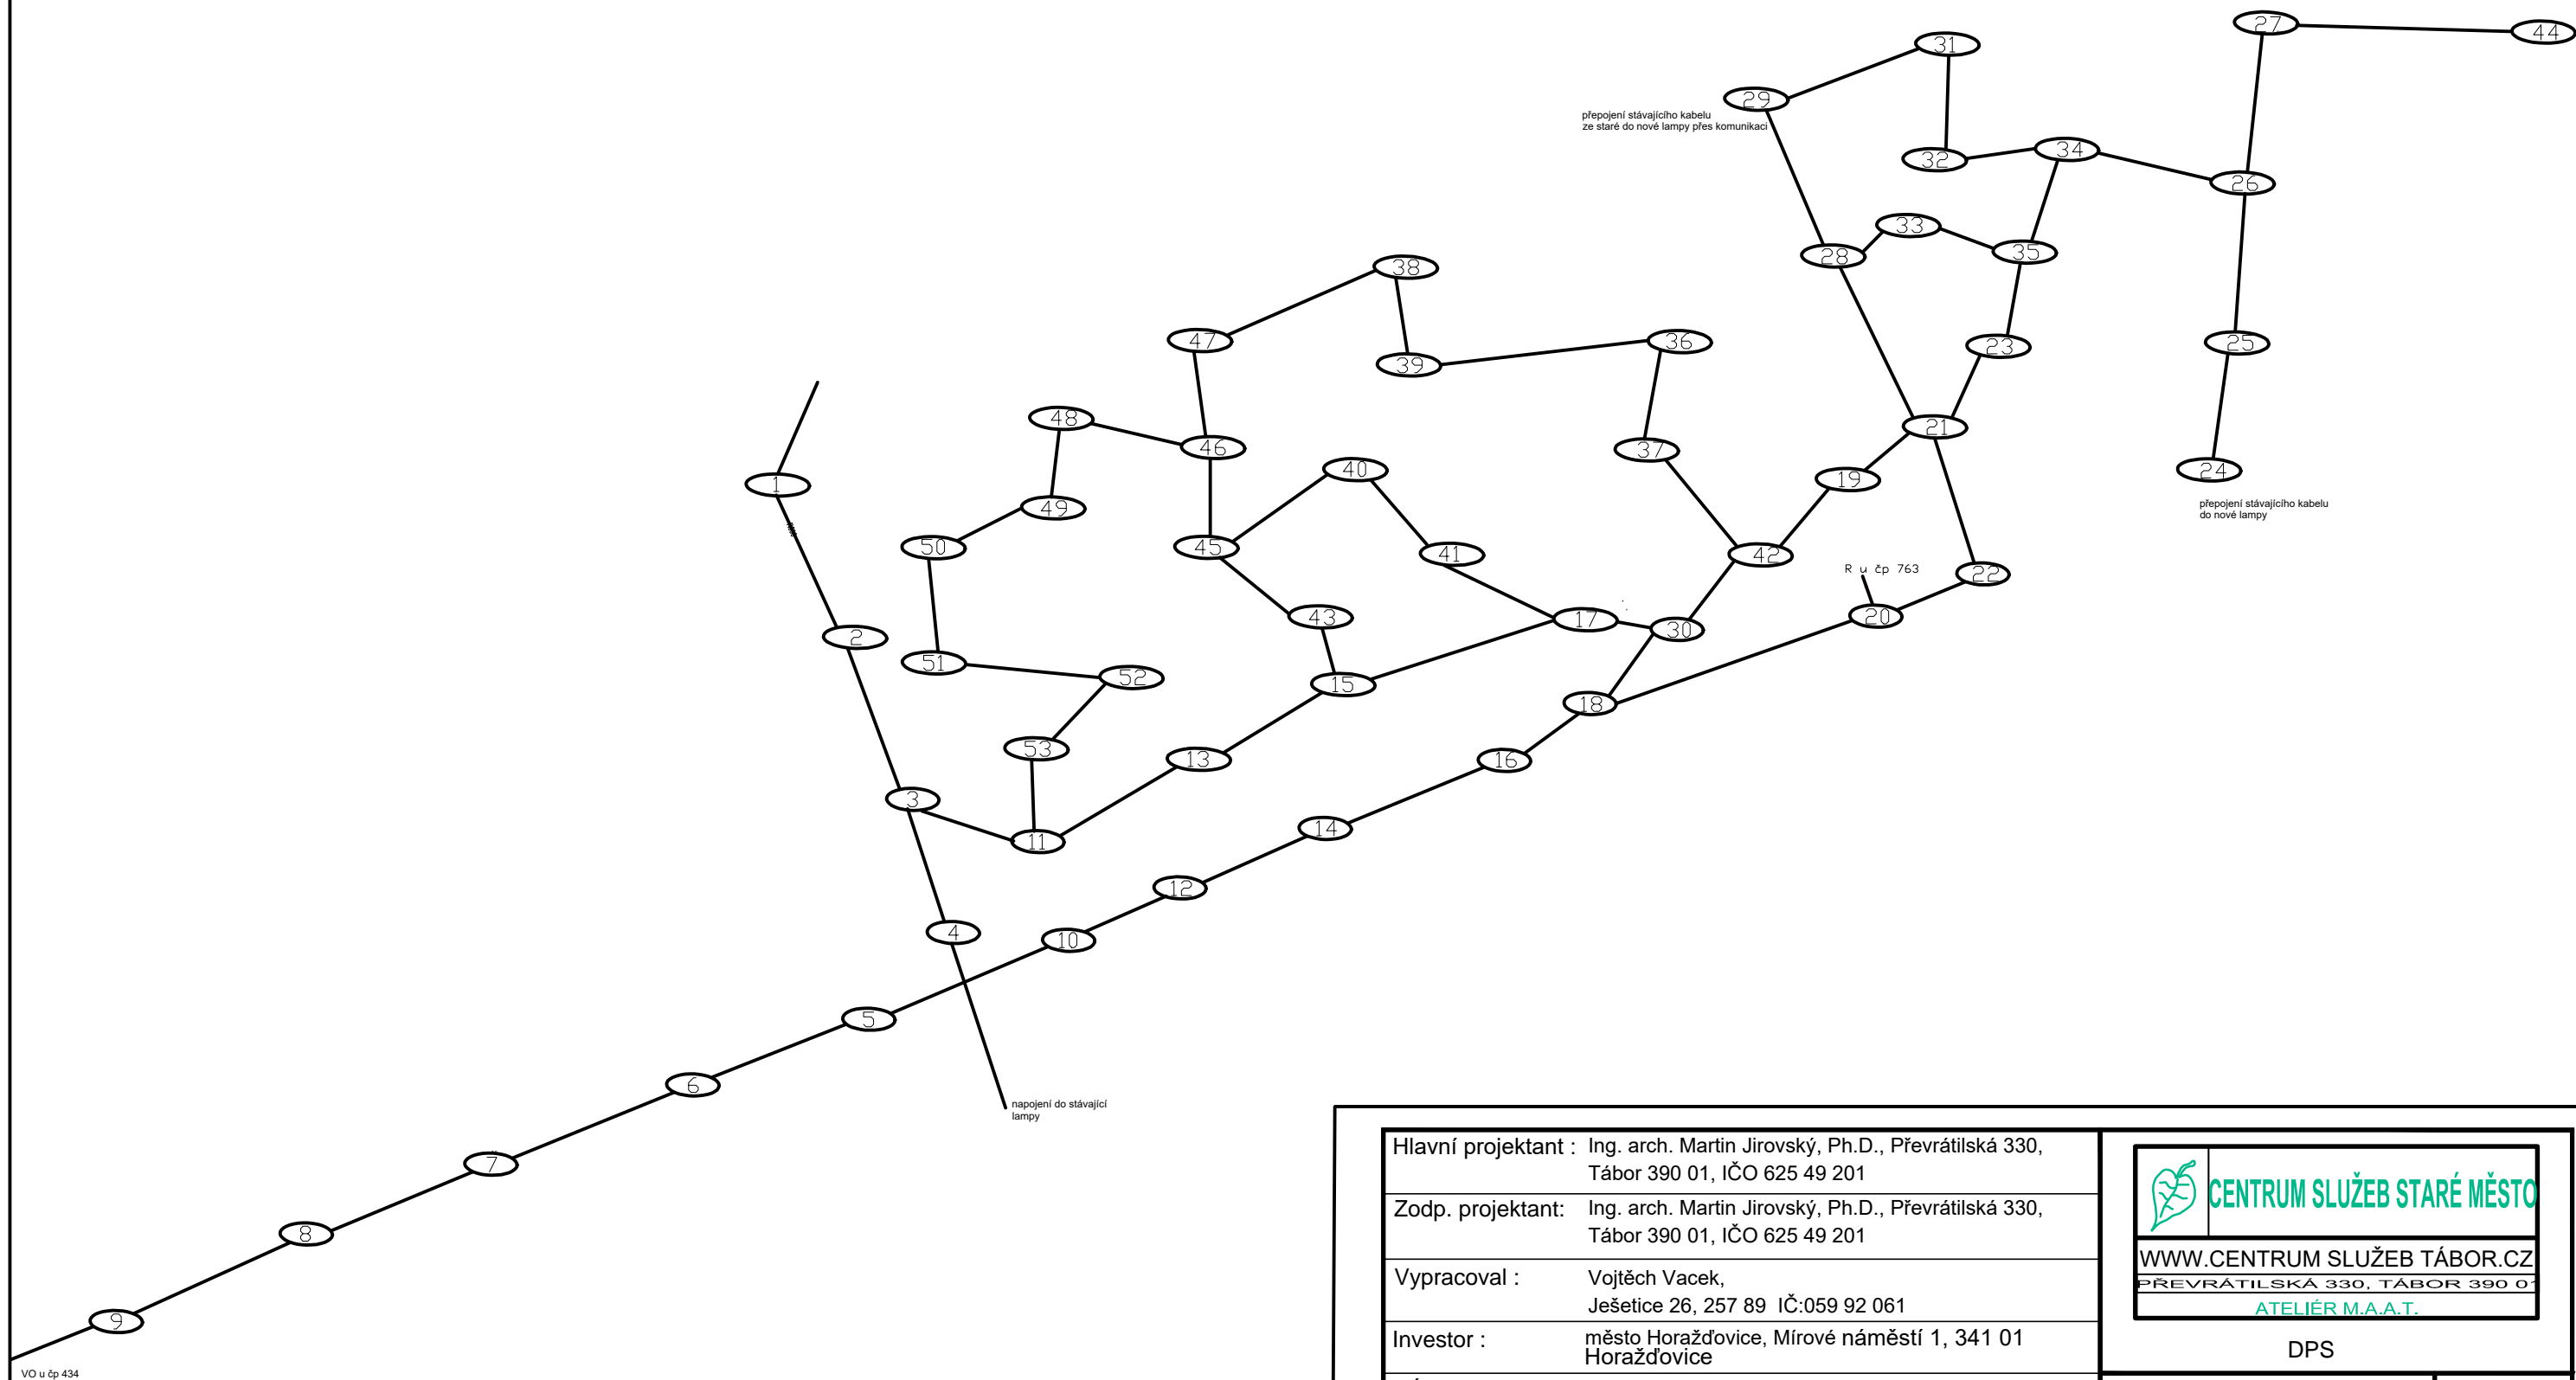 27
44
31
29
přepojení stávajícího kabelu
ze staré do nové lampy přes komunikaci
34
32
26
33
28
35
38
47
36
23
25
39
48
21
46
37
40
24
19
1
přepojení stávajícího kabelu
do nové lampy
49
50
45
41
42
R u čp 763
22
43
17
20
30
2
51
52
15
18
53
13
16
3
14
11
12
4
10
5
6
napojení do stávající
lampy
7
8
9
VO u čp 434
Hlavní projektant : Ing. arch. Martin Jirovský, Ph.D., Převrátilská 330,
Tábor 390 01, IČO 625 49 201
Zodp. projektant: Ing. arch. Martin Jirovský, Ph.D., Převrátilská 330,
Tábor 390 01, IČO 625 49 201
Vypracoval : Vojtěch Vacek,
Ješetice 26, 257 89 IČ:059 92 061
Investor : město Horažďovice, Mírové náměstí 1, 341 01
Horažďovice
CENTRUM SLUŽEB STARÉ MĚSTO
WWW.CENTRUM SLUŽEB TÁBOR.CZ
PŘEVRÁTILSKÁ 330, TÁBOR 390 01
ATELIÉR M.A.A.T.
DPS